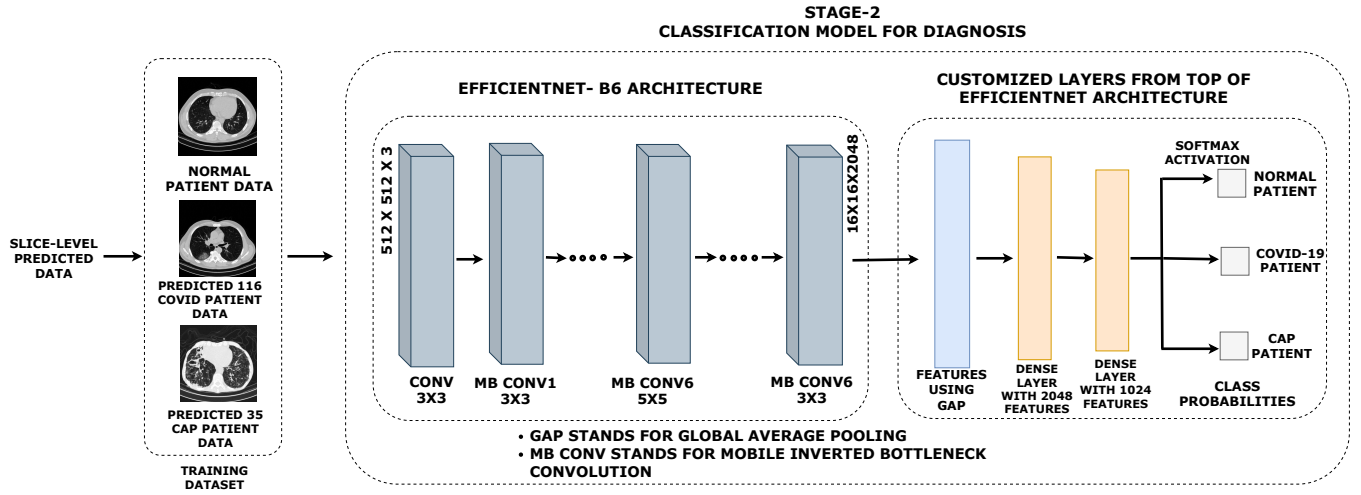 STAGE-2
CLASSIFICATION MODEL FOR DIAGNOSIS
SLICE-LEVEL
PREDICTED
DATA
NORMAL
PATIENT DATA
PREDICTED 116
COVID PATIENT
DATA
PREDICTED 35
CAP PATIENT
DATA
TRAINING
DATASET
EFFICIENTNET- B6 ARCHITECTURE
512 X 512 X 3
16X16X2048
CONV
3X3
MB CONV1
3X3
MB CONV6
5X5
MB CONV6
3X3
CUSTOMIZED LAYERS FROM TOP OF
EFFICIENTNET ARCHITECTURE
FEATURES
USING
GAP
DENSE
LAYER
WITH 2048
FEATURES
DENSE
LAYER
WITH 1024
FEATURES
SOFTMAX
ACTIVATION
NORMAL
PATIENT
COVID-19
PATIENT
CAP
PATIENT
CLASS
PROBABILITIES
• GAP STANDS FOR GLOBAL AVERAGE POOLING
• MB CONV STANDS FOR MOBILE INVERTED BOTTLENECK
CONVOLUTION